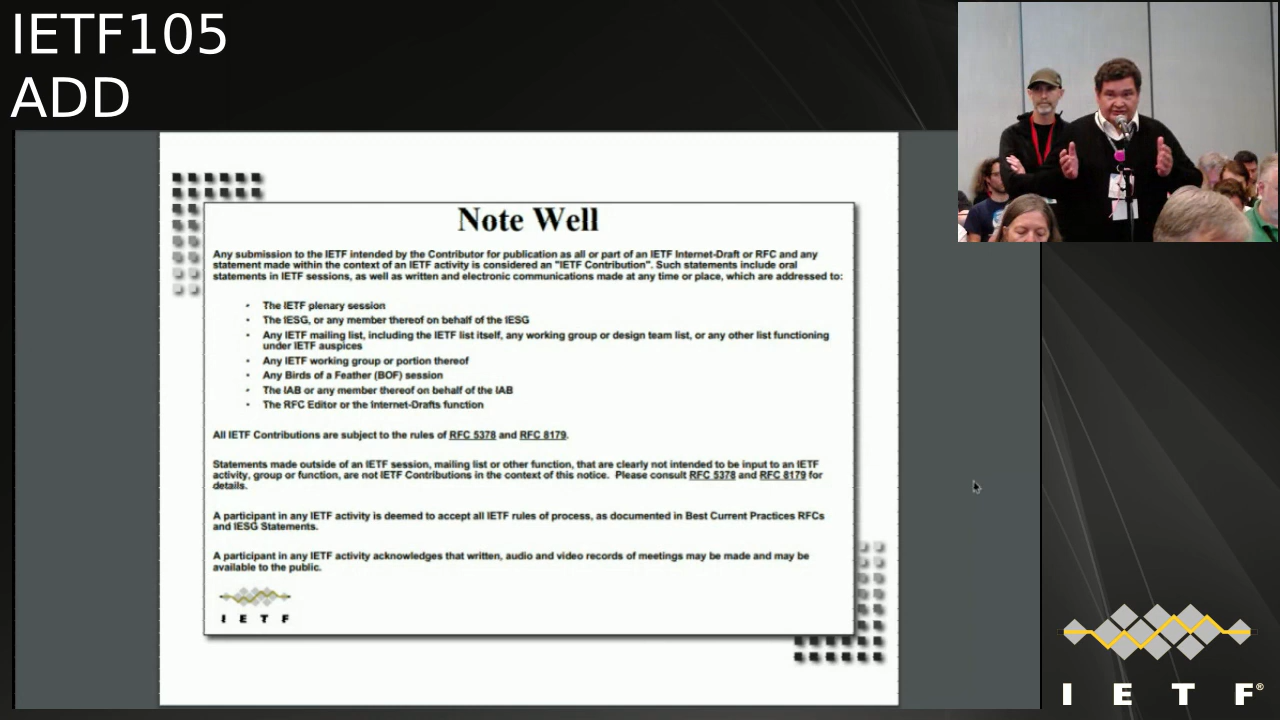 IETF105
ADD
Note Well
Any submission to the IETF intended by the Contributor for publication as all or part of an IETF Internet-Draft or RFC and any
statement made within the context of an IETF activity is considered an "IETF Contribution". Such statements include oral
statements in IETF sessions, as well as written and electronic communications made at any time or place, which are addressed to:
• The IETF plenary session
• The IESG, or any member thereof on behalf of the IESG
• Any IETF mailing list, including the IETF list itself, any working group or design team list, or any other list functioning
under IETF auspices
• Any IETF working group or portion thereof
• Any Birds of a Feather (BOF) session
• The IAB or any member thereof on behalf of the IAB
• The RFC Editor or the Internet-Drafts function
All IETF Contributions are subject to the rules of RFC 5378 and RFC 8179.
Statements made outside of an IETF session, mailing list or other function, that are clearly not intended to be input to an IETF
activity, group or function, are not IETF Contributions in the context of this notice. Please consult RFC 5378 and RFC 8179 for
details.
A participant in any IETF activity is deemed to accept all IETF rules of process, as documented in Best Current Practices RFCs
and IESG Statements.
A participant in any IETF activity acknowledges that written, audio and video records of meetings may be made and may be
available to the public.
I E T F
I E T F®